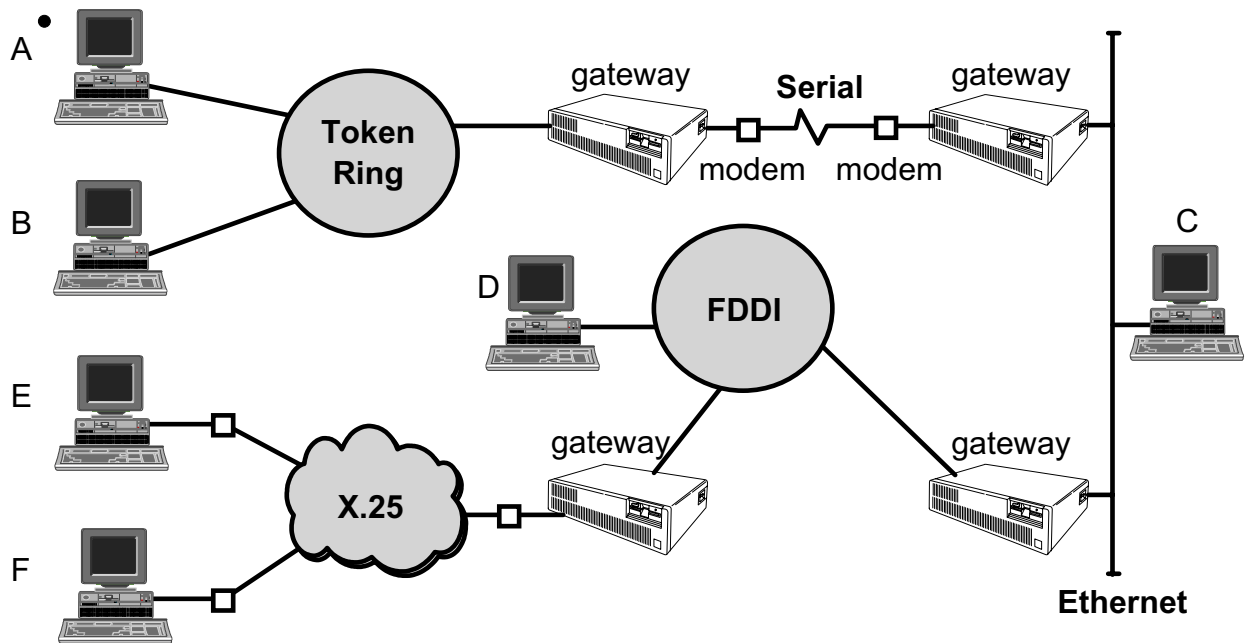 A
gateway
Serial
gateway
Token
Ring
modem
modem
B
C
D
FDDI
E
gateway
gateway
X.25
F
Ethernet